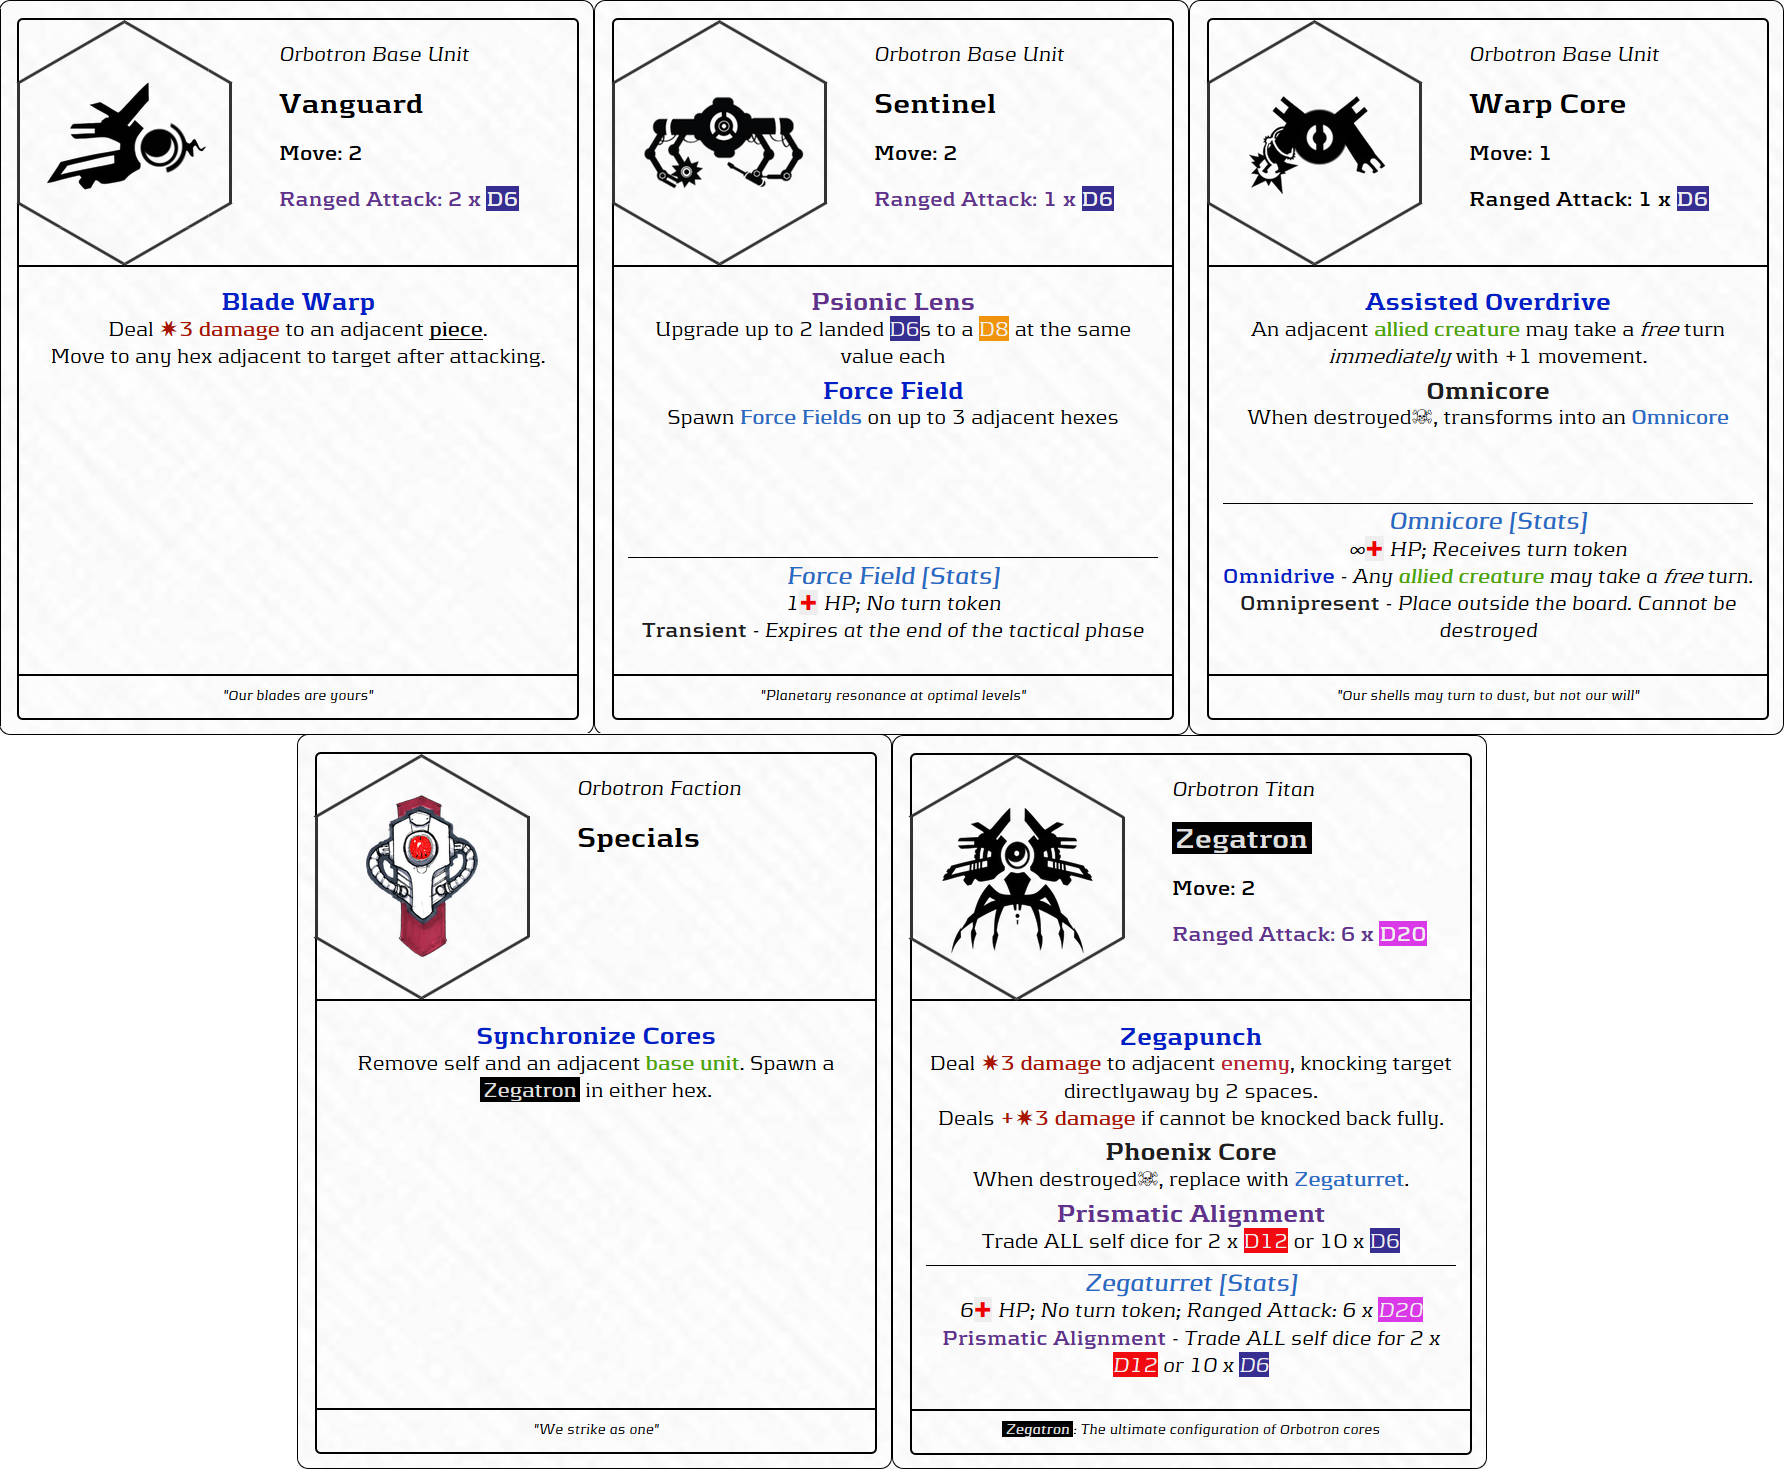 Orbotron Base Unit
Vanguard
Move: 2
Ranged Attack: 2 x D6
Blade Warp
Deal ✷3 damage to an adjacent piece.
Move to any hex adjacent to target after attacking.
"Our blades are yours"
Orbotron Base Unit
Sentinel
Move: 2
Ranged Attack: 1 x D6
Psionic Lens
Upgrade up to 2 landed D6s to a D8 at the same
value each
Force Field
Spawn Force Fields on up to 3 adjacent hexes
Force Field [Stats]
1✚ HP; No turn token
Transient - Expires at the end of the tactical phase
"Planetary resonance at optimal levels"
Orbotron Base Unit
Warp Core
Move: 1
Ranged Attack: 1 x D6
Assisted Overdrive
An adjacent allied creature may take a free turn
immediately with +1 movement.
Omnicore
When destroyed☠, transforms into an Omnicore
Omnicore [Stats]
∞✚ HP; Receives turn token
Omnidrive - Any allied creature may take a free turn.
Omnipresent - Place outside the board. Cannot be
destroyed
"Our shells may turn to dust, but not our will"
Orbotron Faction
Specials
Synchronize Cores
Remove self and an adjacent base unit. Spawn a
Zegatron in either hex.
"We strike as one"
Orbotron Titan
Zegatron
Move: 2
Ranged Attack: 6 x D20
Zegapunch
Deal ✷3 damage to adjacent enemy, knocking target
directlyaway by 2 spaces.
Deals +✷3 damage if cannot be knocked back fully.
Phoenix Core
When destroyed☠, replace with Zegaturret.
Prismatic Alignment
Trade ALL self dice for 2 x D12 or 10 x D6
Zegaturret [Stats]
6✚ HP; No turn token; Ranged Attack: 6 x D20
Prismatic Alignment - Trade ALL self dice for 2 x
D12 or 10 x D6
Zegatron: The ultimate configuration of Orbotron cores